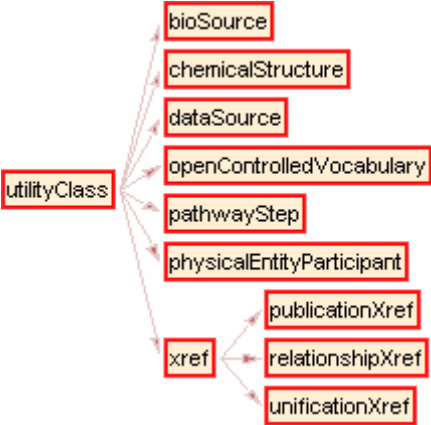 bioSource
chemicalStructure
dataSource
openControlledVocabulary
utilityClass
pathwayStep
physicalEntityParticipant
publicationXref
xref
relationshipXref
unificationXref